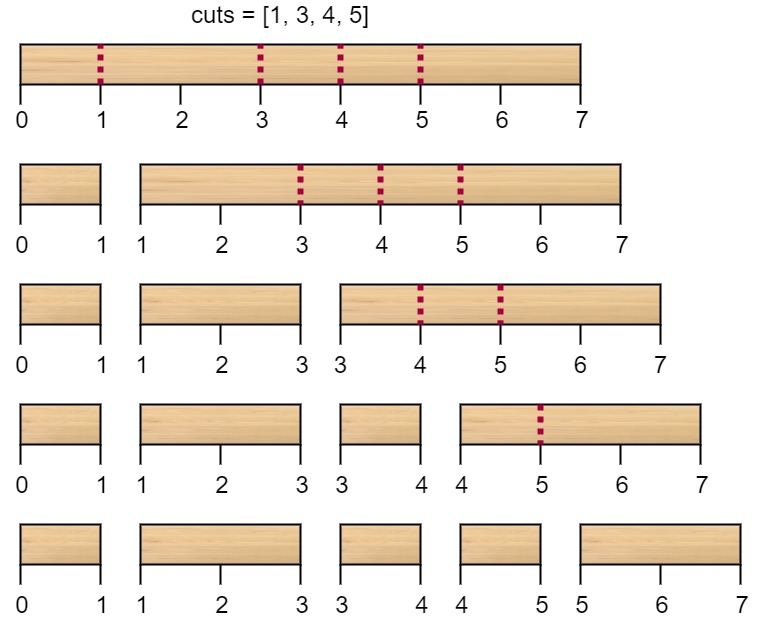 cuts = [1, 3, 4, 5]
0 1 2 3 4 5 6 7
0 1 1 2 3 4 5 6 7
0 1 1 2 3 3 4 5 6 7
0 1 1 2 3 3 4 4 5 6 7
0 1 1 2 3 3 4 4 5 5 6 7